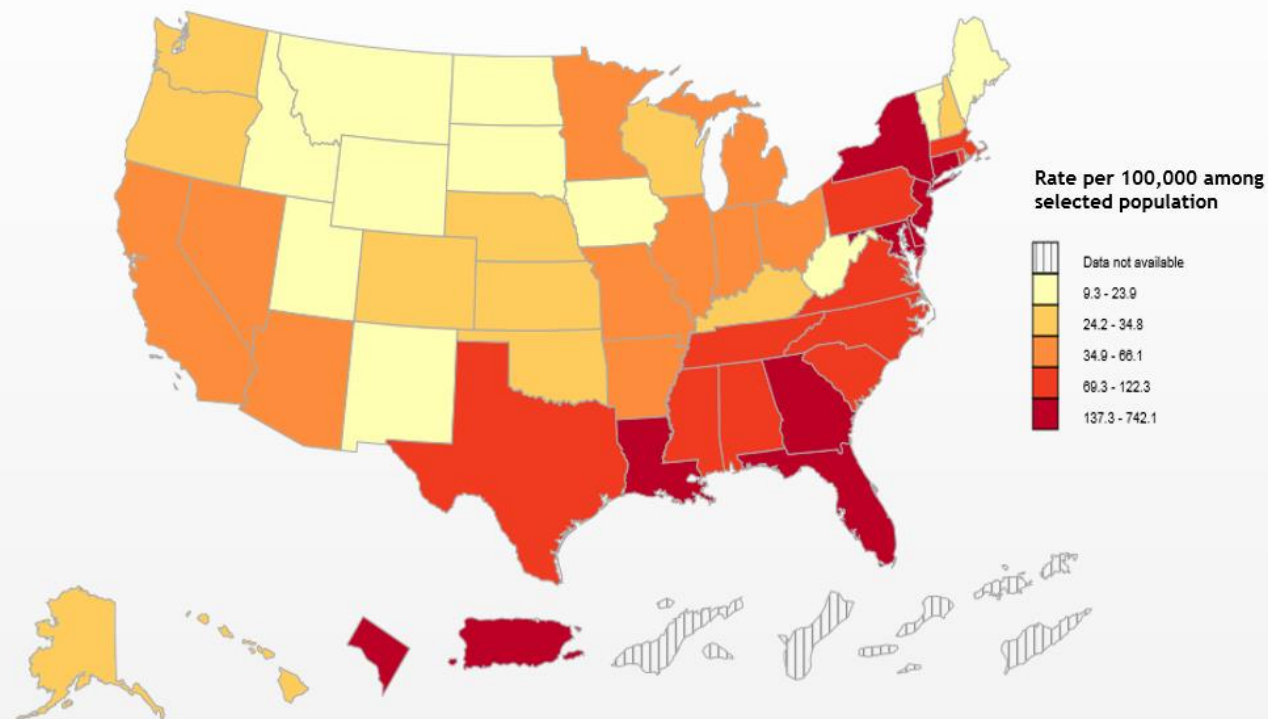 Rate per 100,000 among
selected population
Data not available
9.3 - 23.9
24.2 - 34.8
34.9 - 66.1
69.3 - 122.3
137.3 - 742.1